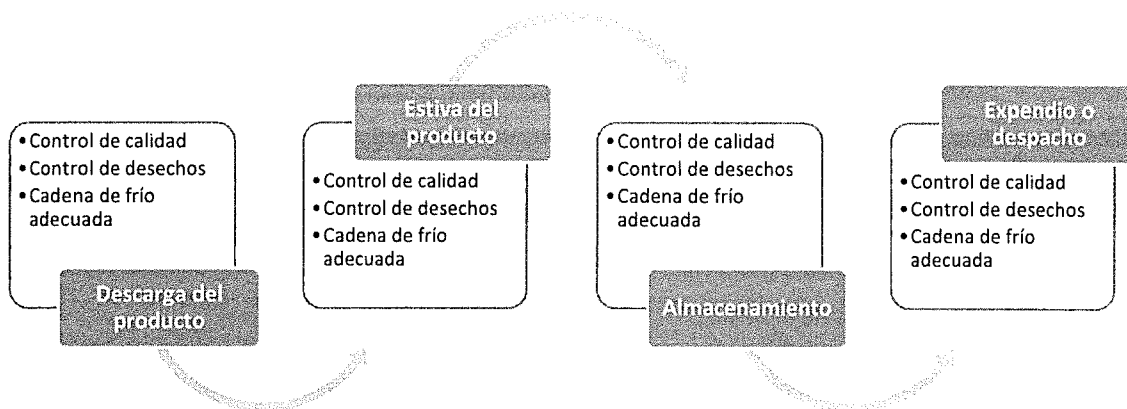 • Control de calidad
• Control de desechos
• Cadena de frío
adecuada
Descarga del
producto
Estiva del
producto
• Control de calidad
• Control de desechos
• Cadena de frío
adecuada
• Control de calidad
• Control de desechos
• Cadena de frío
adecuada
Almacenamiento
Expendio o
despacho
• Control de calidad
• Control de desechos
• Cadena de frío
adecuada